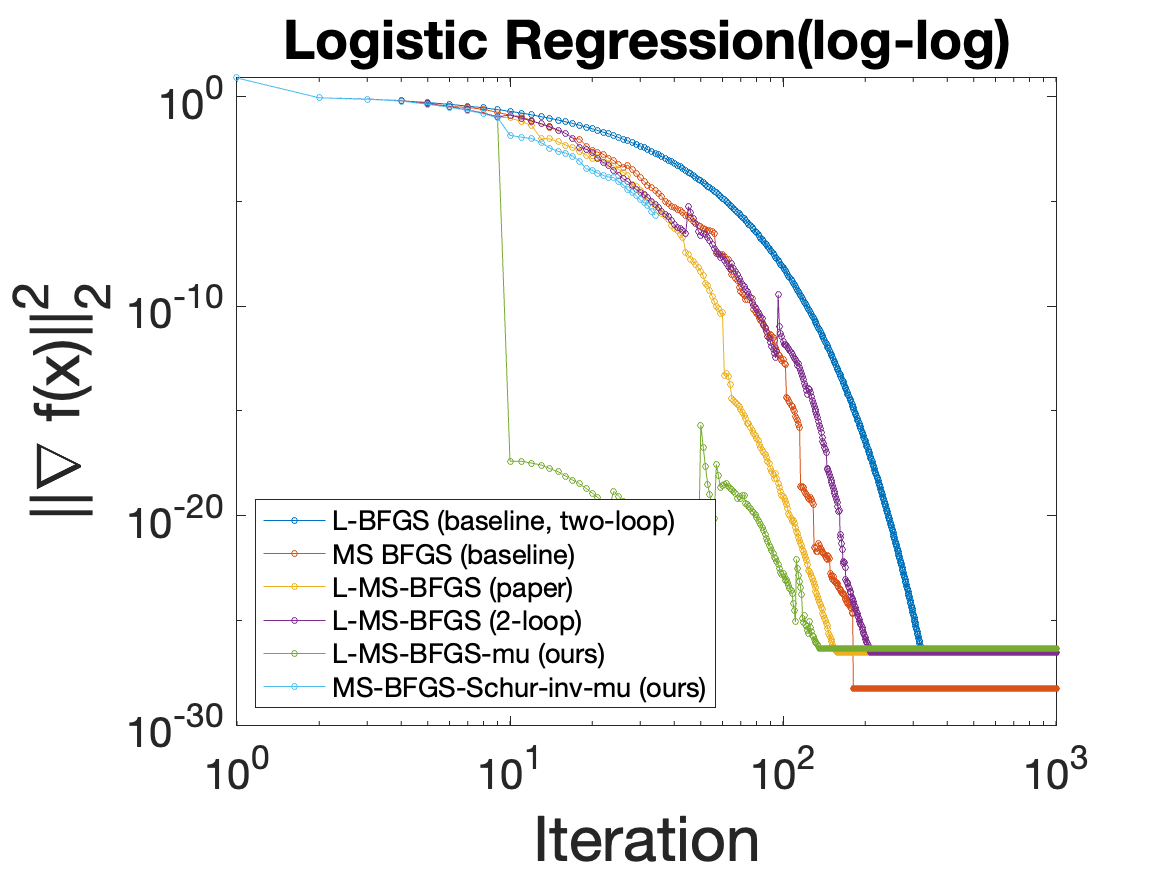 Logistic Regression(log-log)
10^0
10^-10
10^-20
10^-30
||∇ f(x)||_2^2
L-BFGS (baseline, two-loop)
MS BFGS (baseline)
L-MS-BFGS (paper)
L-MS-BFGS (2-loop)
L-MS-BFGS-mu (ours)
MS-BFGS-Schur-inv-mu (ours)
10^0 10^1 10^2 10^3
Iteration